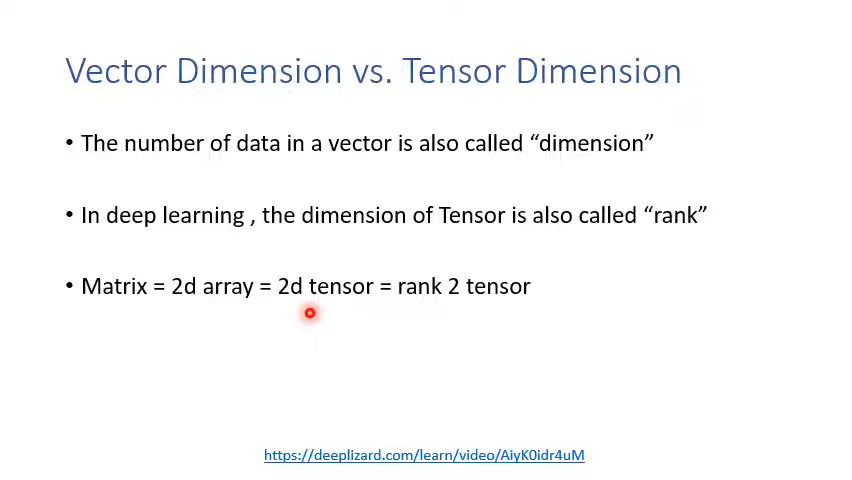 Vector Dimension vs. Tensor Dimension
• The number of data in a vector is also called “dimension”
• In deep learning , the dimension of Tensor is also called “rank”
• Matrix = 2d array = 2d tensor = rank 2 tensor
https://deeplizard.com/learn/video/AiyK0idr4uM